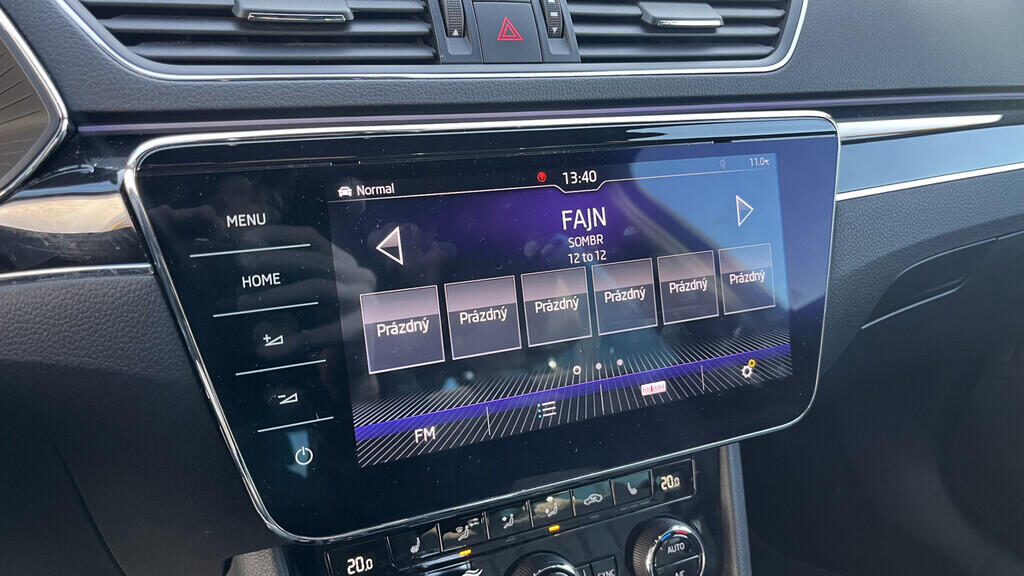 Normal
13:40
11.0°C
MENU
HOME
FAJN
SOMBR
12 to 12
Prázdný
Prázdný
Prázdný
Prázdný
Prázdný
Prázdný
FM
20.0
20.0
AUTO
SYNC
A/C